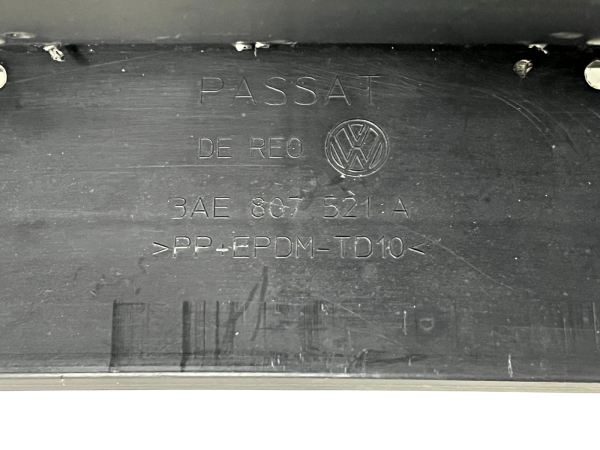 PASSAT
DE REO
3AE 807 521 A
>PP+EPDM-TD10<